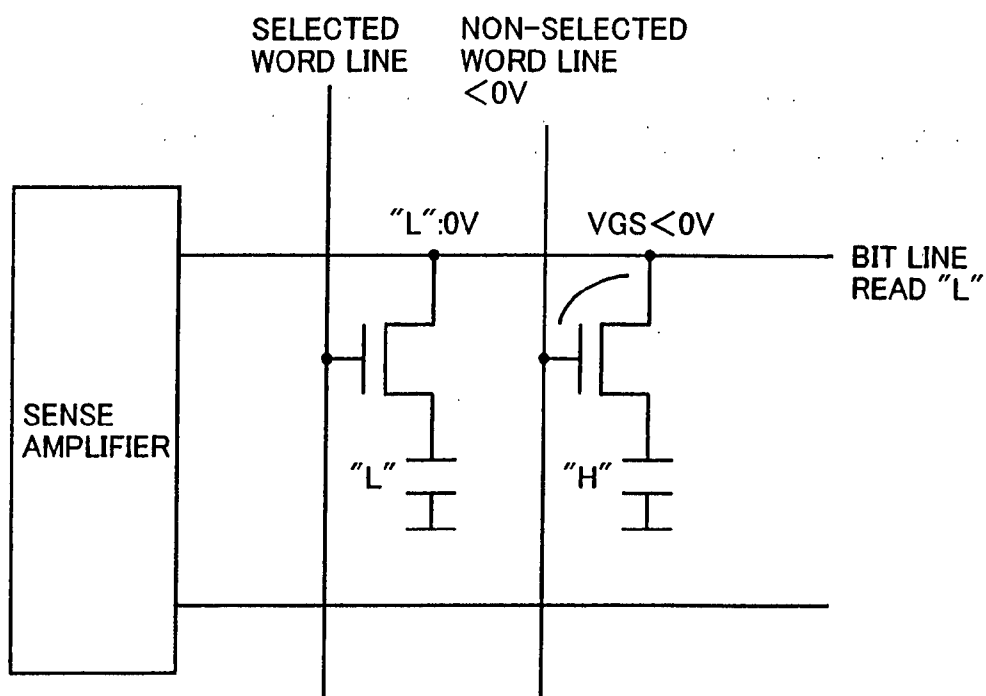 SELECTED
WORD LINE
NON-SELECTED
WORD LINE
<0V
"L":0V
VGS<0V
BIT LINE
READ "L"
SENSE
AMPLIFIER
"L"
"H"